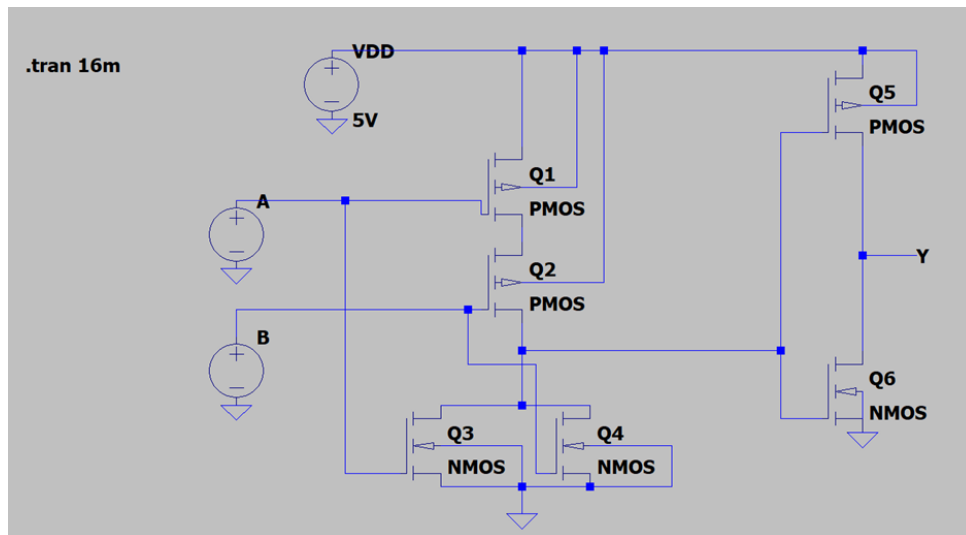 .tran 16m
VDD
5V
A
B
Q1
PMOS
Q2
PMOS
Q3
NMOS
Q4
NMOS
Q5
PMOS
Y
Q6
NMOS